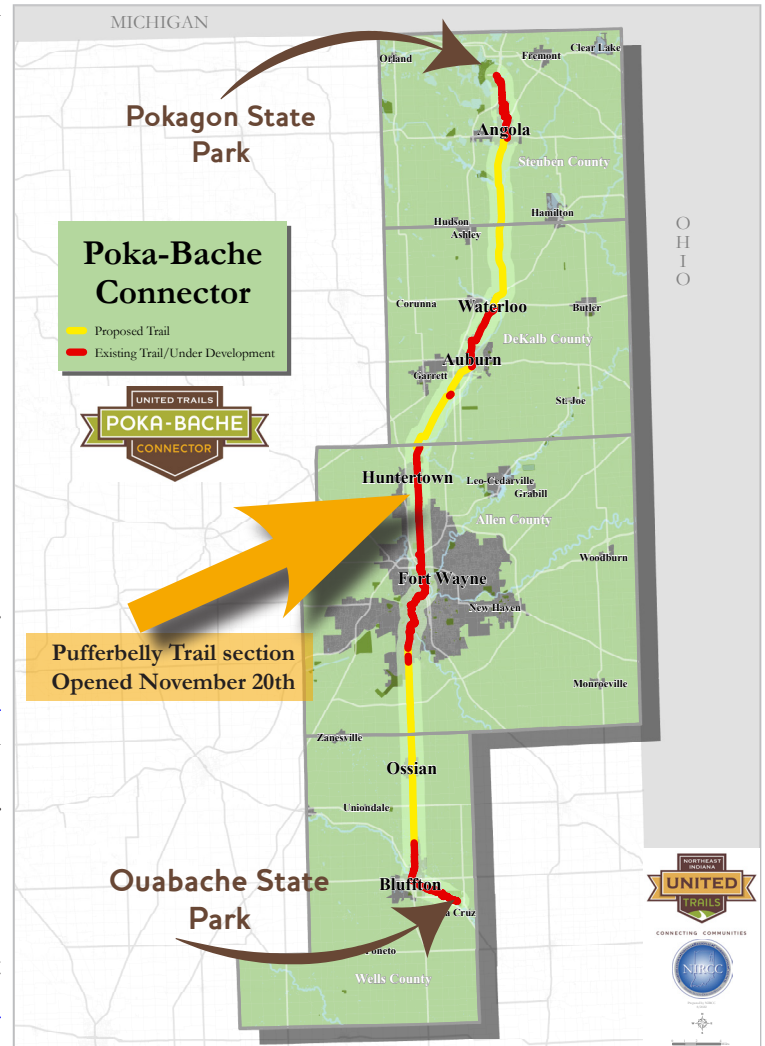 MICHIGAN
Orland
Fremont
Clear Lake
Pokagon State
Park
Angola
Steuben County
OHIO
Hudson
Ashley
Hamilton
Poka-Bache
Connector
Proposed Trail
Existing Trail/Under Development
Corunna
Waterloo
Butler
DeKalb County
Auburn
Garrett
St. Joe
UNITED TRAILS
POKA-BACHE
CONNECTOR
Huntertown
Leo-Cedarville
Grabill
Allen County
Woodburn
Fort Wayne
New Haven
Pufferbelly Trail section
Opened November 20th
Monroeville
Zanesville
Ossian
Uniondale
Ouabache State
Park
Bluffton
a Cruz
oneto
Wells County
NORTHEAST
INDIANA
UNITED
TRAILS
CONNECTING COMMUNITIES
NIRCC